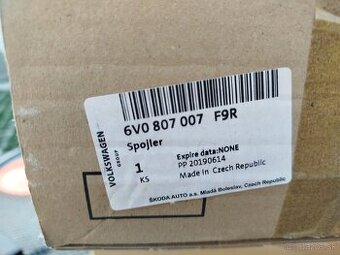 6V0 807 007 F9R
Spojler
1
KS
Expire data:NONE
PP 20190614
Made in Czech Republic
VOLKSWAGEN
GROUP
ŠKODA AUTO a.s. Mladá Boleslav, Czech Republic